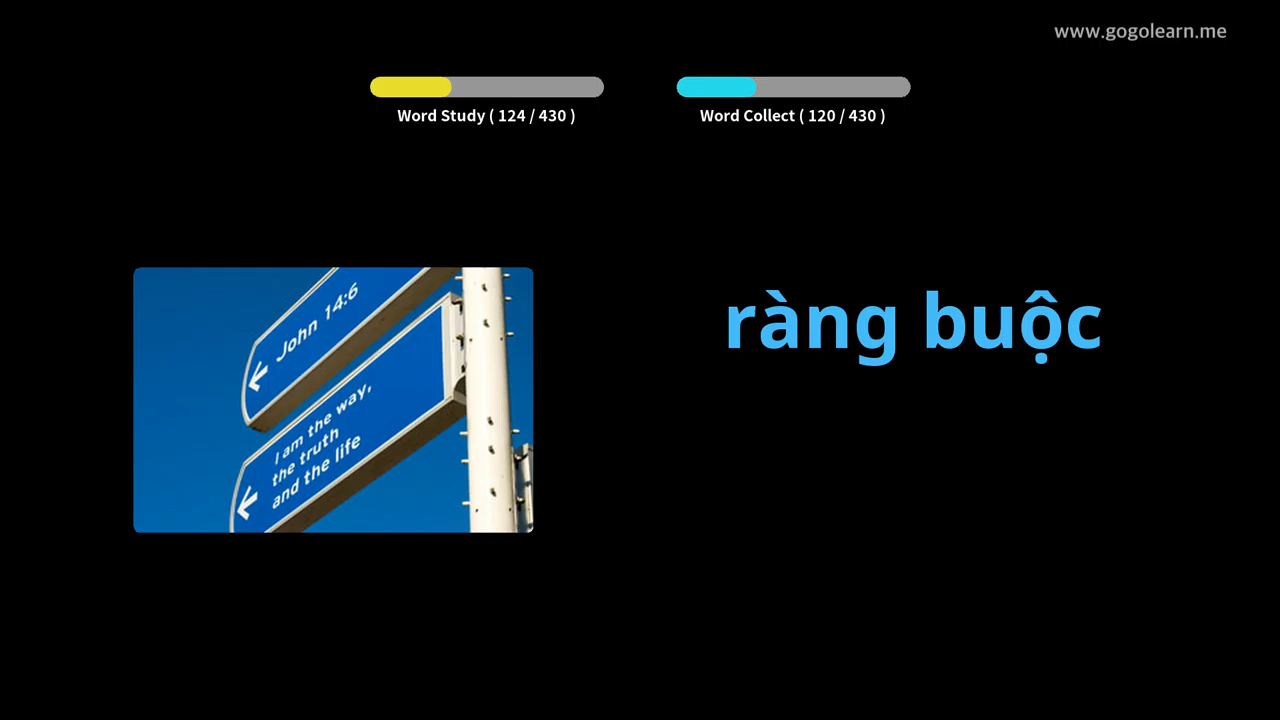 www.gogolearn.me
Word Study ( 124 / 430 )
Word Collect ( 120 / 430 )
John 14:6
I am the way,
the truth
and the life
ràng buộc